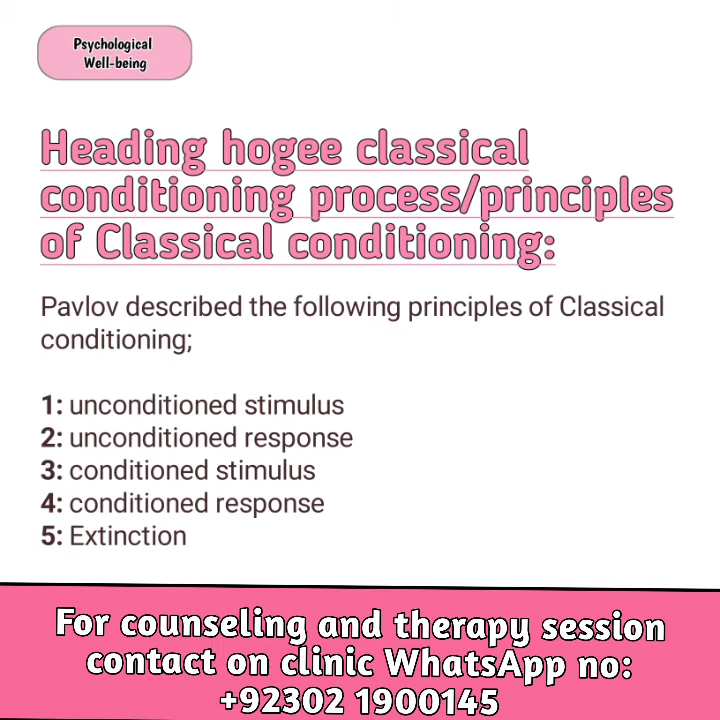 Psychological
Well-being
Heading hogee classical
conditioning process/principles
of Classical conditioning:
Pavlov described the following principles of Classical
conditioning;
1: unconditioned stimulus
2: unconditioned response
3: conditioned stimulus
4: conditioned response
5: Extinction
For counseling and therapy session
contact on clinic WhatsApp no:
+92302 1900145